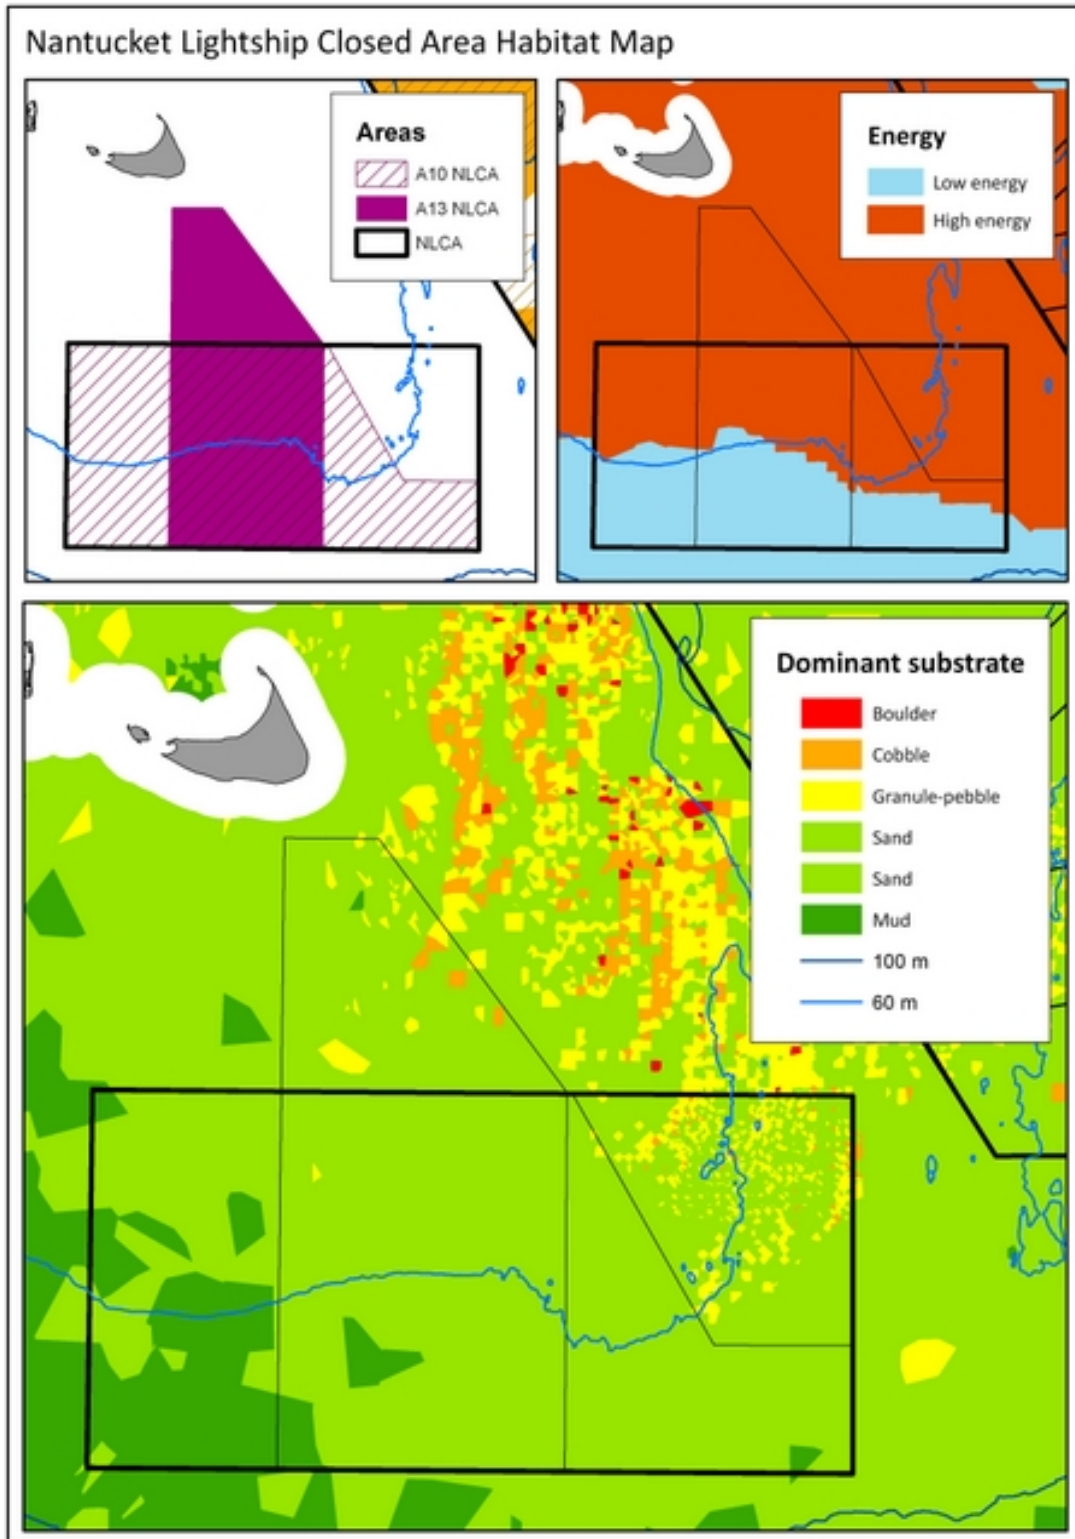 Nantucket Lightship Closed Area Habitat Map
Areas
A10 NLCA
A13 NLCA
NLCA
Energy
Low energy
High energy
Dominant substrate
Boulder
Cobble
Granule-pebble
Sand
Sand
Mud
100 m
60 m